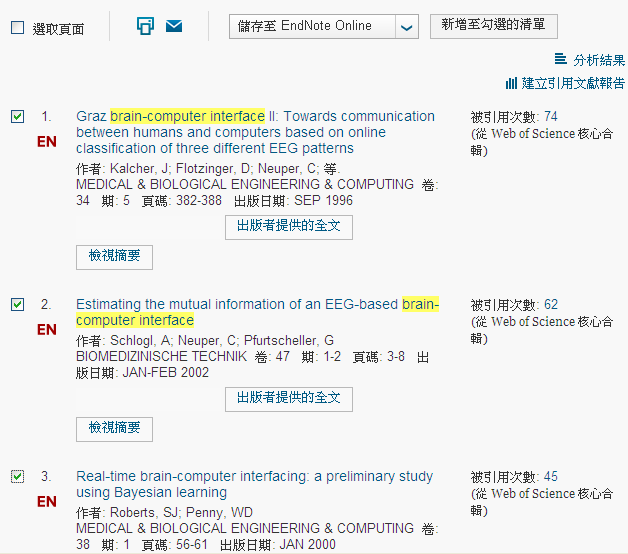 選取頁面
儲存至 EndNote Online
新增至勾選的清單
分析結果
建立引用文獻報告
1.
EN
Graz brain-computer interface II: Towards communication
between humans and computers based on online
classification of three different EEG patterns
作者: Kalcher, J; Flotzinger, D; Neuper, C; 等.
MEDICAL & BIOLOGICAL ENGINEERING & COMPUTING 卷:
34 期: 5 頁碼: 382-388 出版日期: SEP 1996
出版者提供的全文
檢視摘要
被引用次數: 74
(從 Web of Science 核心合
輯)
2.
EN
Estimating the mutual information of an EEG-based brain-
computer interface
作者: Schlogl, A; Neuper, C; Pfurtscheller, G
BIOMEDIZINISCHE TECHNIK 卷: 47 期: 1-2 頁碼: 3-8 出
版日期: JAN-FEB 2002
出版者提供的全文
檢視摘要
被引用次數: 62
(從 Web of Science 核心合
輯)
3.
EN
Real-time brain-computer interfacing: a preliminary study
using Bayesian learning
作者: Roberts, SJ; Penny, WD
MEDICAL & BIOLOGICAL ENGINEERING & COMPUTING 卷:
38 期: 1 頁碼: 56-61 出版日期: JAN 2000
被引用次數: 45
(從 Web of Science 核心合
輯)